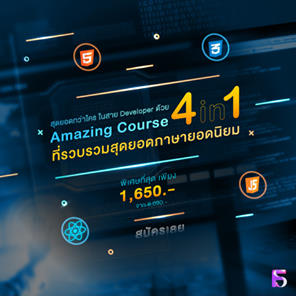 สุดยอดกว่าใคร ในสาย Developer ด้วย
Amazing Course 4in1
ที่รวบรวมสุดยอดภาษายอดนิยม
พิเศษที่สุด เพียง
1,650.-
สมัครเลย
JS